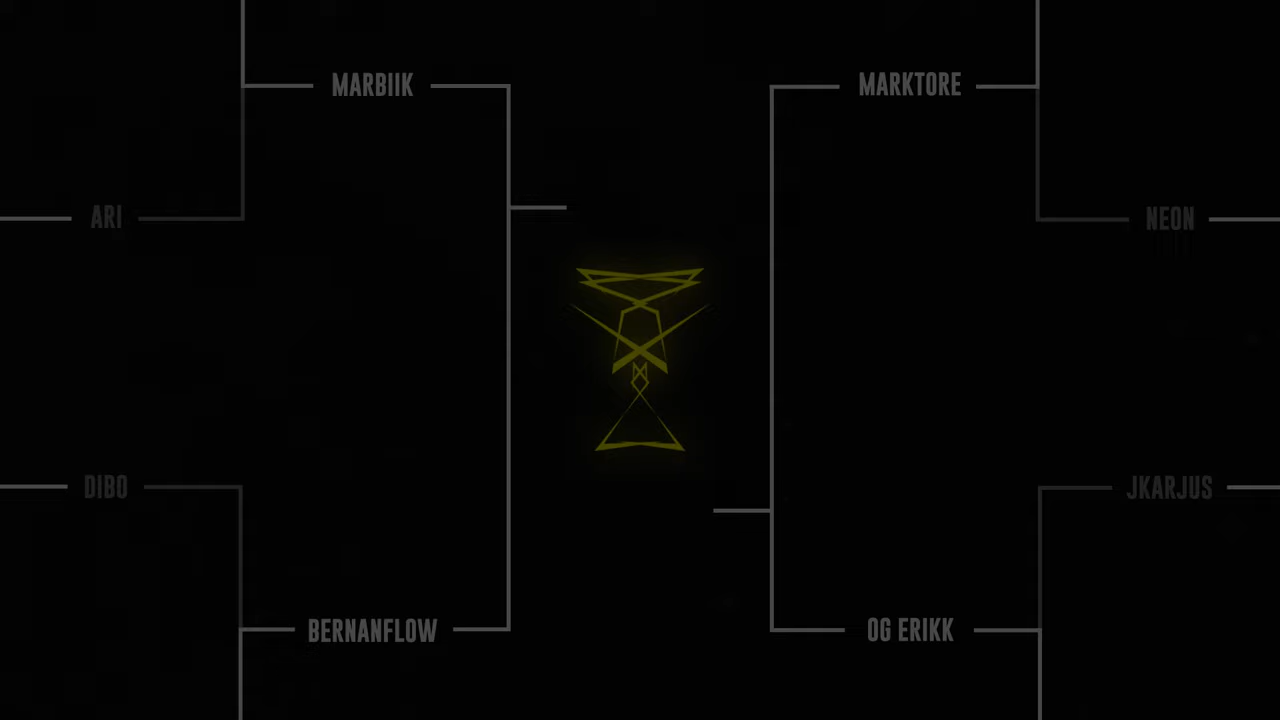 MARBIIK
MARKTORE
ARI
NEON
DIBO
JKARJUS
BERNANFLOW
OG ERIKK